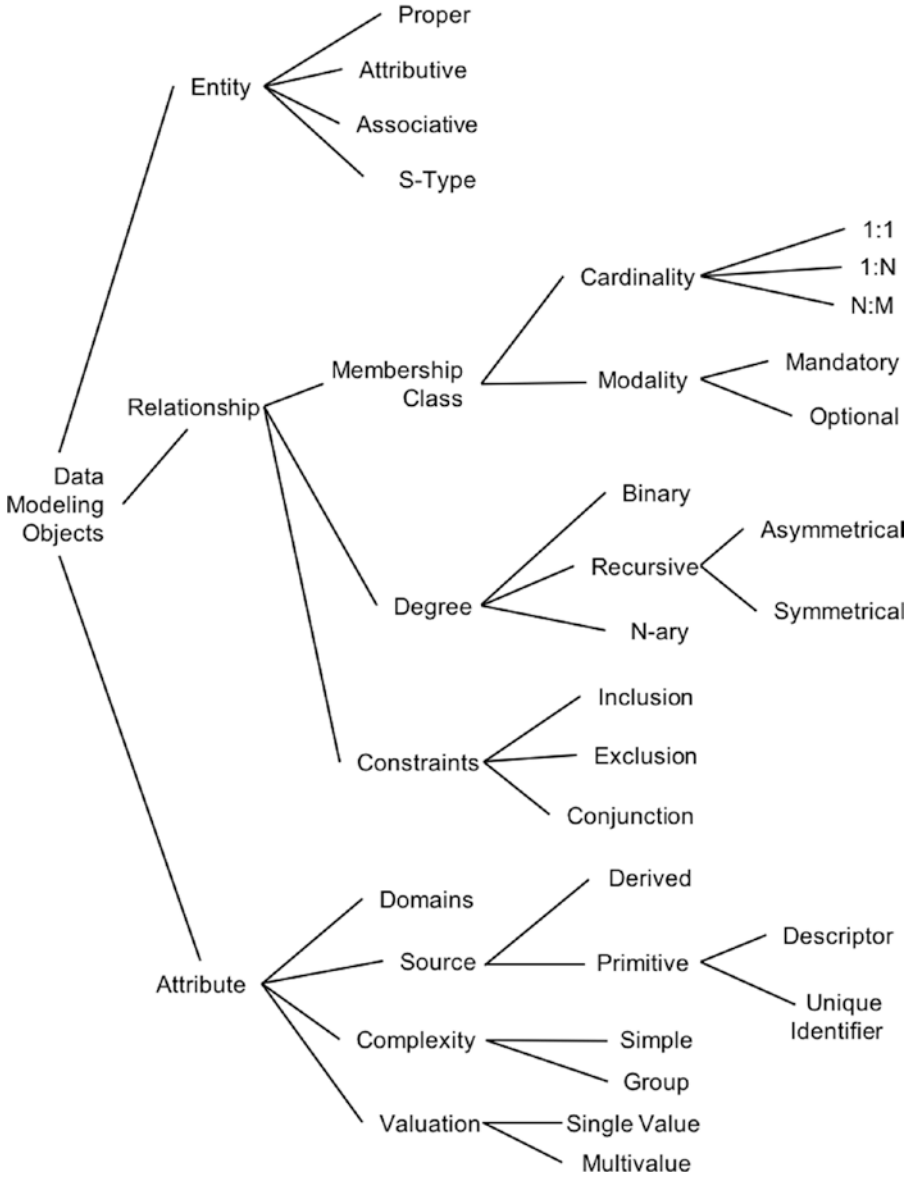 Proper
Attributive
Entity
Associative
S-Type
1:1
Cardinality
1:N
N:M
Membership
Class
Mandatory
Modality
Optional
Relationship
Data
Modeling
Objects
Binary
Asymmetrical
Recursive
Degree
Symmetrical
N-ary
Inclusion
Exclusion
Constraints
Conjunction
Derived
Domains
Descriptor
Source
Primitive
Attribute
Unique
Identifier
Complexity
Simple
Group
Valuation
Single Value
Multivalue